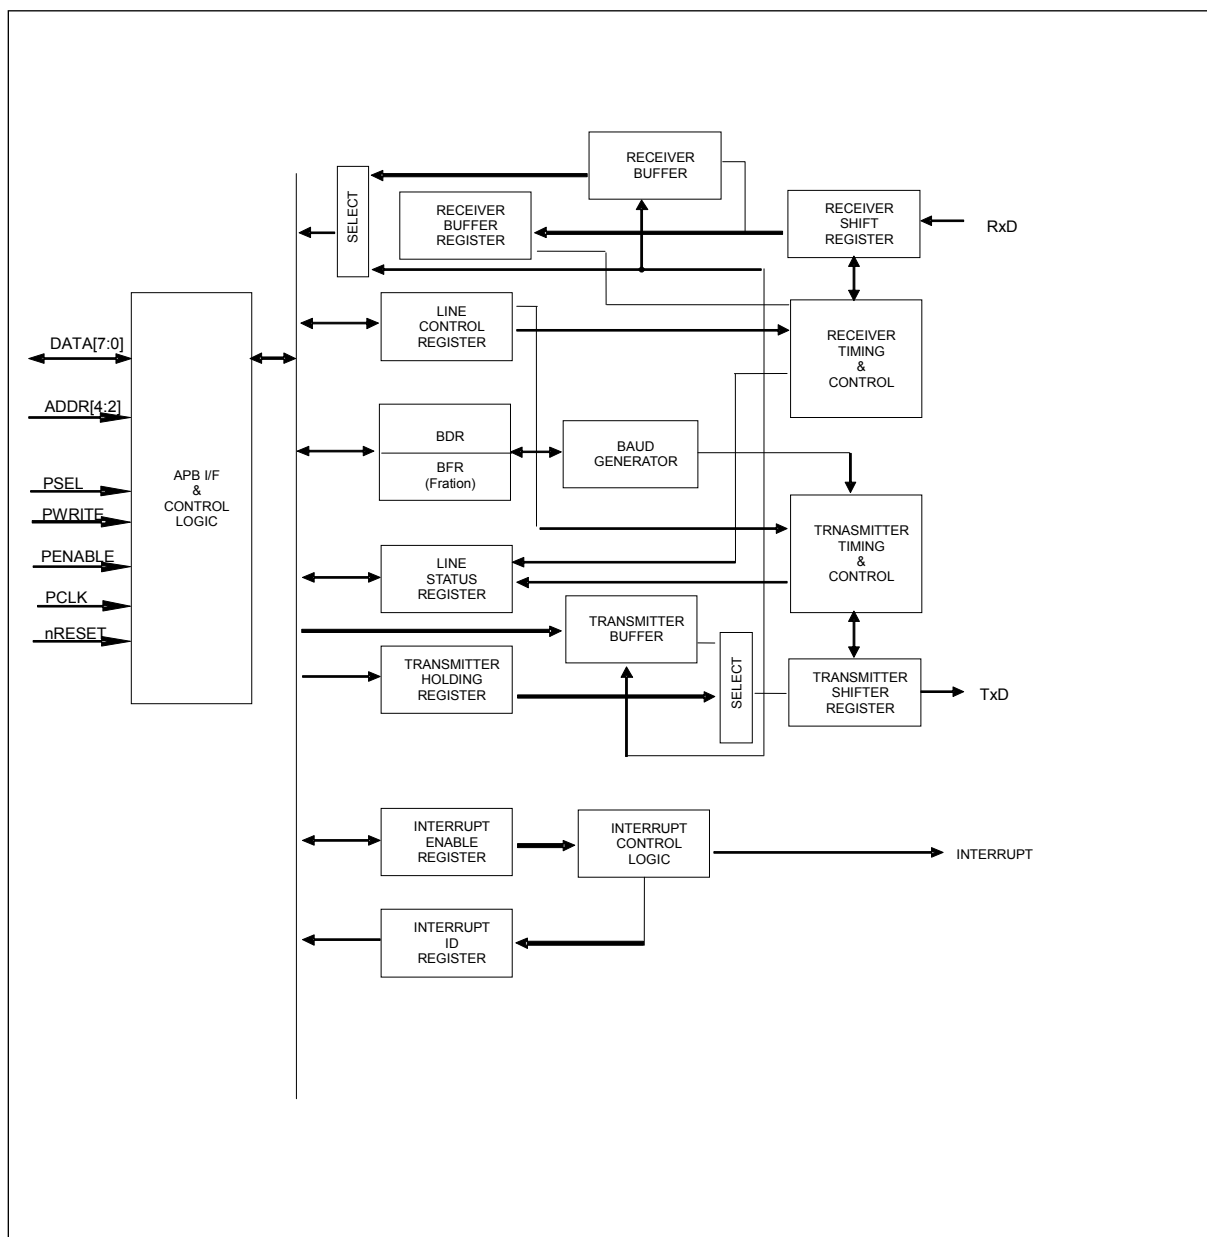 RECEIVER
BUFFER
SELECT
RECEIVER
BUFFER
REGISTER
RECEIVER
SHIFT
REGISTER
RxD
LINE
CONTROL
REGISTER
RECEIVER
TIMING
&
CONTROL
DATA[7:0]
ADDR[4:2]
PSEL
PWRITE
PENABLE
PCLK
nRESET
APB I/F
&
CONTROL
LOGIC
BDR
BFR
(Fration)
BAUD
GENERATOR
TRNASMITTER
TIMING
&
CONTROL
LINE
STATUS
REGISTER
TRANSMITTER
BUFFER
TRANSMITTER
HOLDING
REGISTER
SELECT
TRANSMITTER
SHIFTER
REGISTER
TxD
INTERRUPT
ENABLE
REGISTER
INTERRUPT
CONTROL
LOGIC
INTERRUPT
INTERRUPT
ID
REGISTER